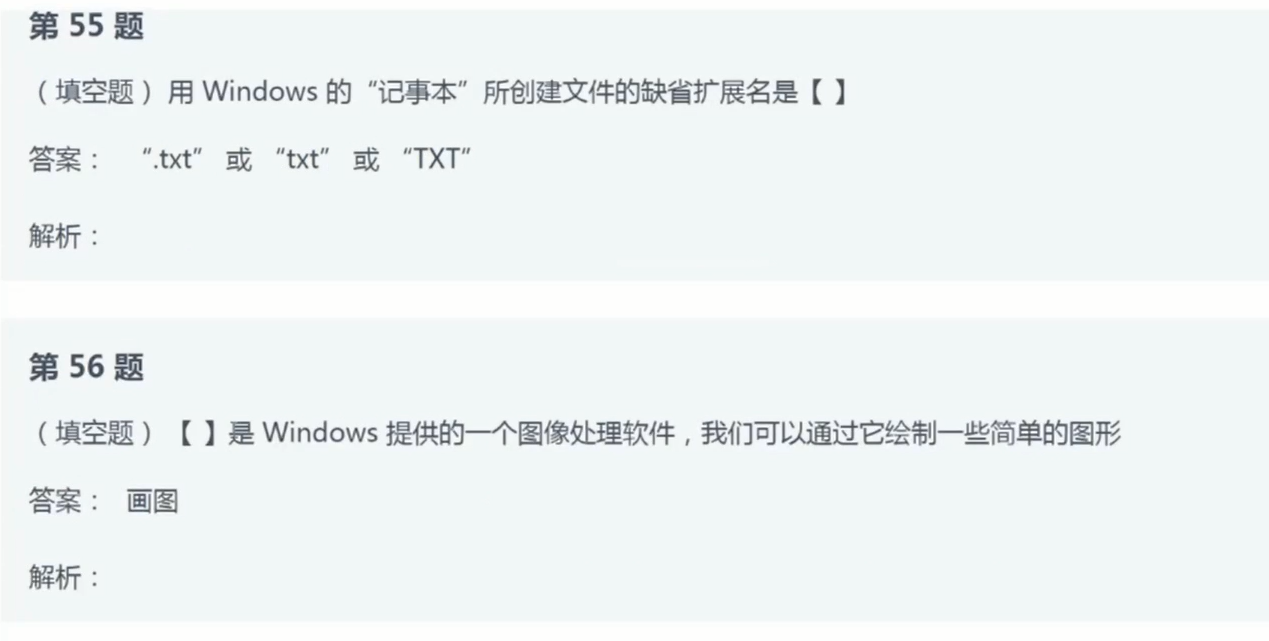 第 55 题
（填空题）用 Windows 的“记事本”所创建文件的缺省扩展名是【 】
答案： “.txt” 或 “txt” 或 “TXT”
解析：
第 56 题
（填空题）【 】是 Windows 提供的一个图像处理软件，我们可以通过它绘制一些简单的图形
答案： 画图
解析：